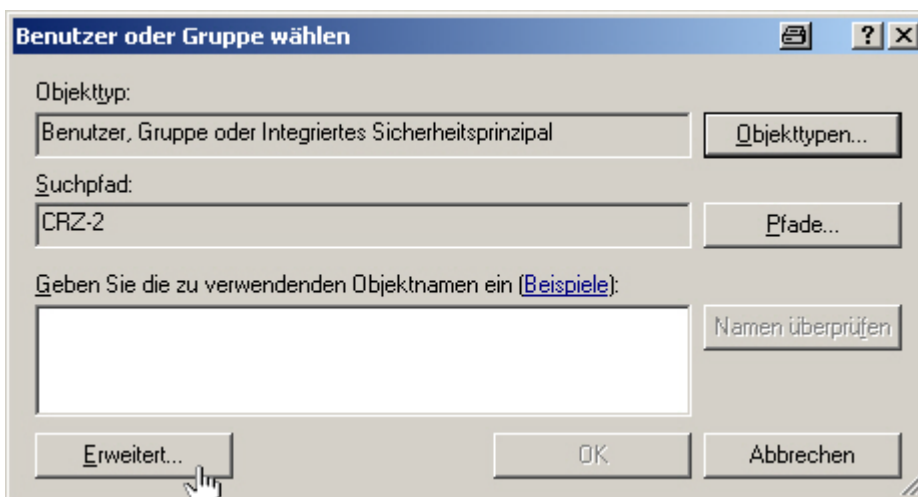 Benutzer oder Gruppe wählen
Objekttyp:
Benutzer, Gruppe oder Integriertes Sicherheitsprinzipal
Objekttypen...
Suchpfad:
CRZ-2
Pfade...
Geben Sie die zu verwendenden Objektnamen ein (Beispiele):
Namen überprüfen
Erweitert...
OK
Abbrechen